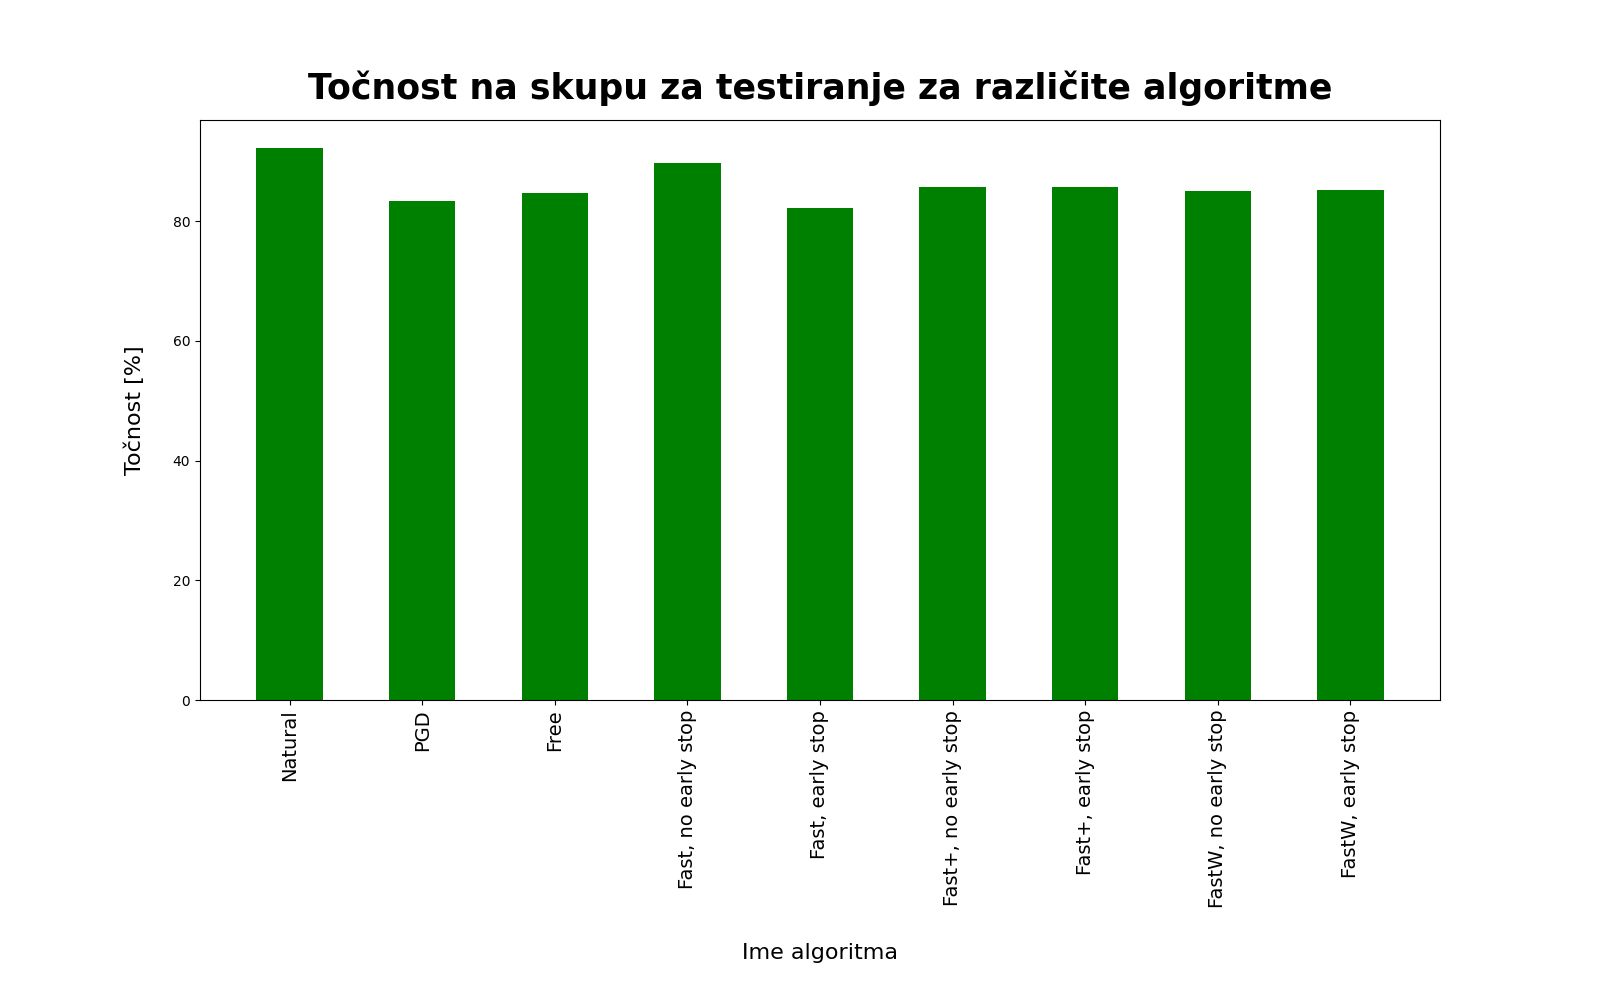 Točnost na skupu za testiranje za različite algoritme
Točnost [%]
80
60
40
20
0
Natural
PGD
Free
Fast, no early stop
Fast, early stop
Fast+, no early stop
Fast+, early stop
FastW, no early stop
FastW, early stop
Ime algoritma